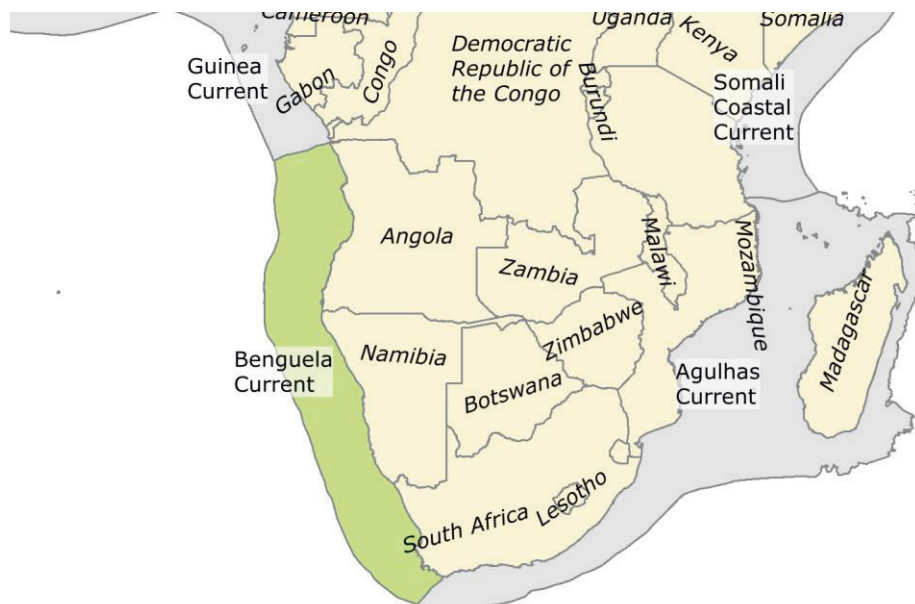 Cameroon
Uganda
Somalia
Kenya
Democratic
Republic of
the Congo
Guinea
Current
Gabon
Congo
Burundi
Somali
Coastal
Current
Angola
Zambia
Malawi
Mozambique
Madagascar
Benguela
Current
Namibia
Zimbabwe
Botswana
Agulhas
Current
South Africa
Lesotho